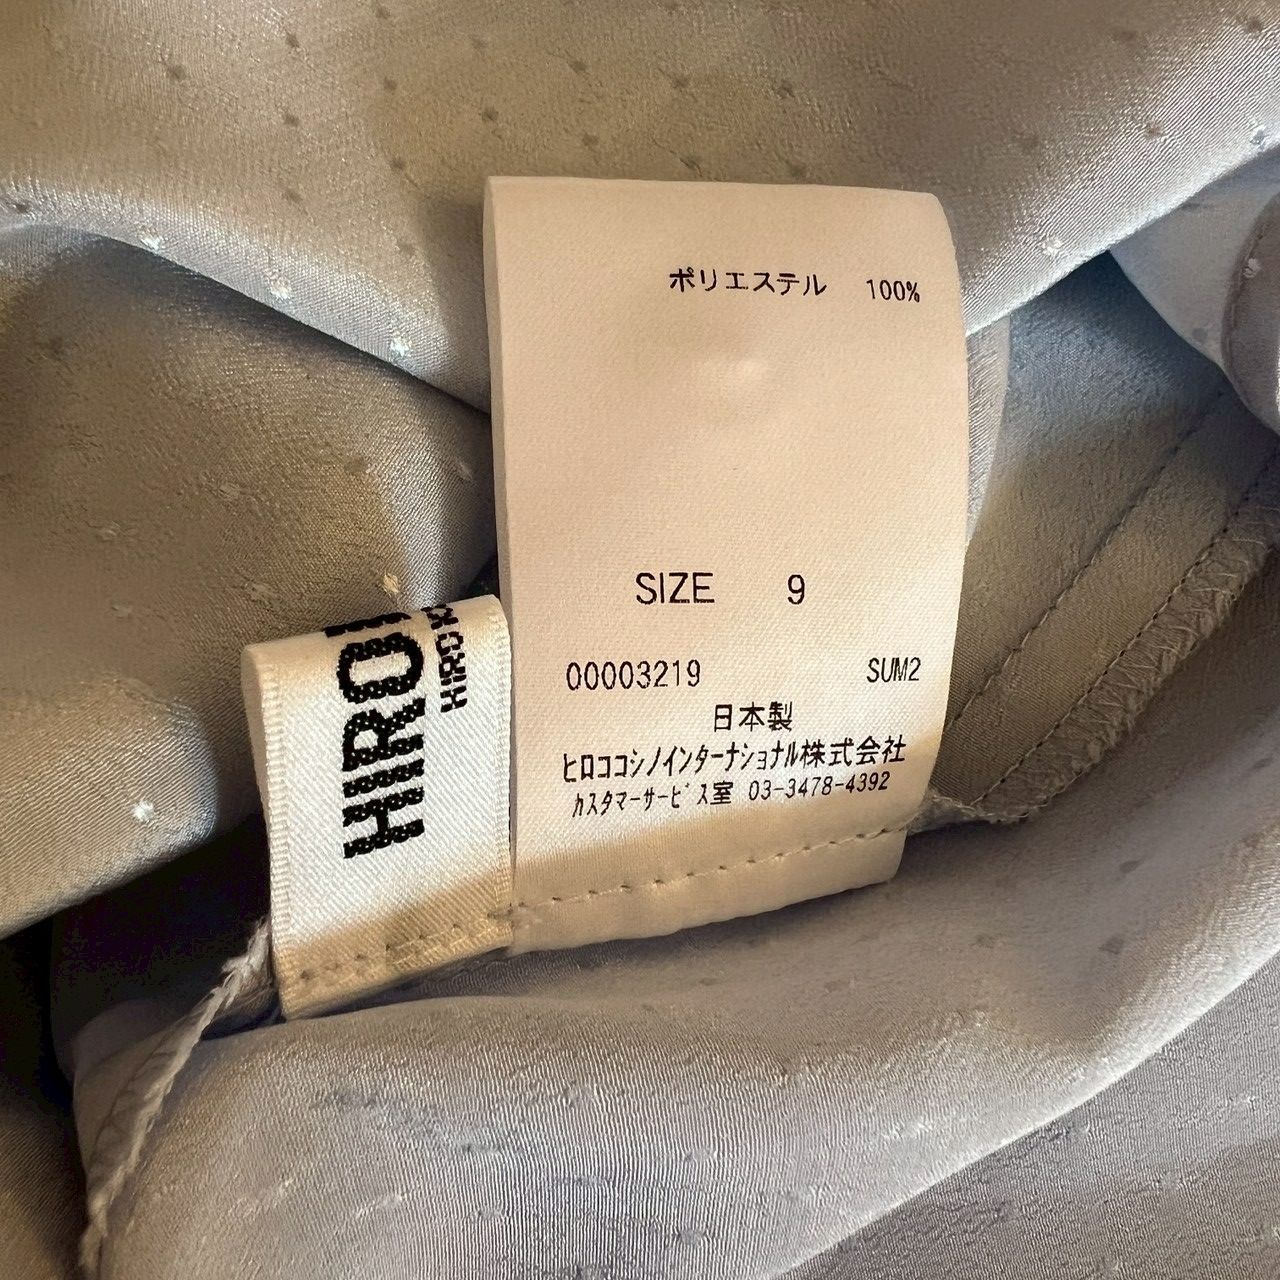 ポリエステル 100%
SIZE 9
00003219 SUM2
日本製
ヒロココシノインターナショナル株式会社
カスタマーサービス室 03-3478-4392
HIRO
HIRO